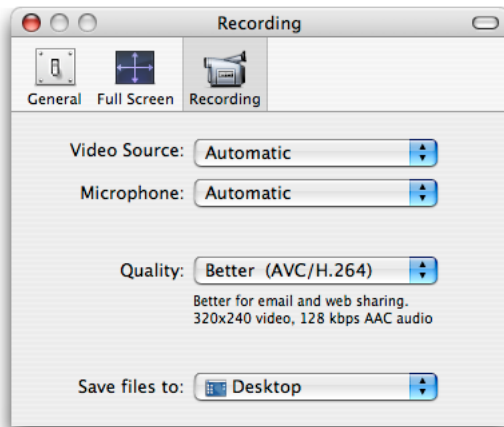 Recording
General Full Screen Recording
Video Source: Automatic
Microphone: Automatic
Quality: Better (AVC/H.264)
Better for email and web sharing.
320x240 video, 128 kbps AAC audio
Save files to: Desktop